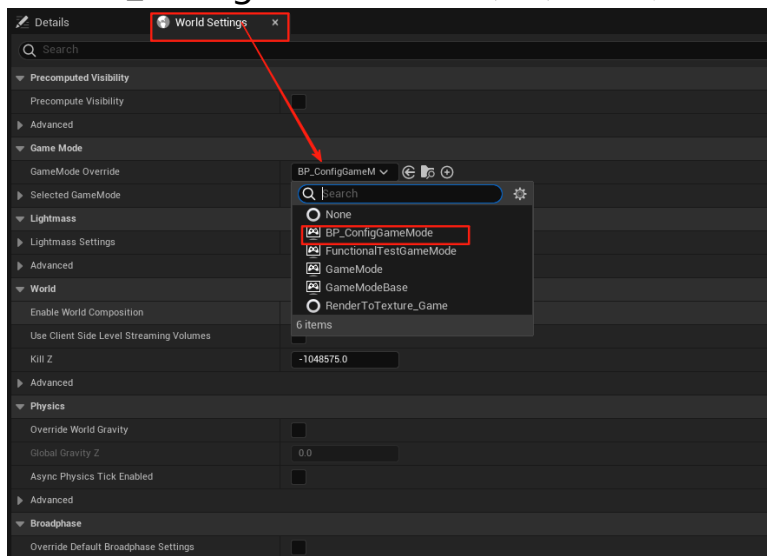 Details
World Settings ×
Search
Precomputed Visibility
Precompute Visibility
Advanced
Game Mode
GameMode Override BP_ConfigGameM
Selected GameMode
Search
None
Lightmass
BP_ConfigGameMode
Lightmass Settings
FunctionalTestGameMode
Advanced
GameMode
World
GameModeBase
Enable World Composition
RenderToTexture_Game
6 items
Use Client Side Level Streaming Volumes
Kill Z -1048575.0
Advanced
Physics
Override World Gravity
Global Gravity Z 0.0
Async Physics Tick Enabled
Advanced
Broadphase
Override Default Broadphase Settings